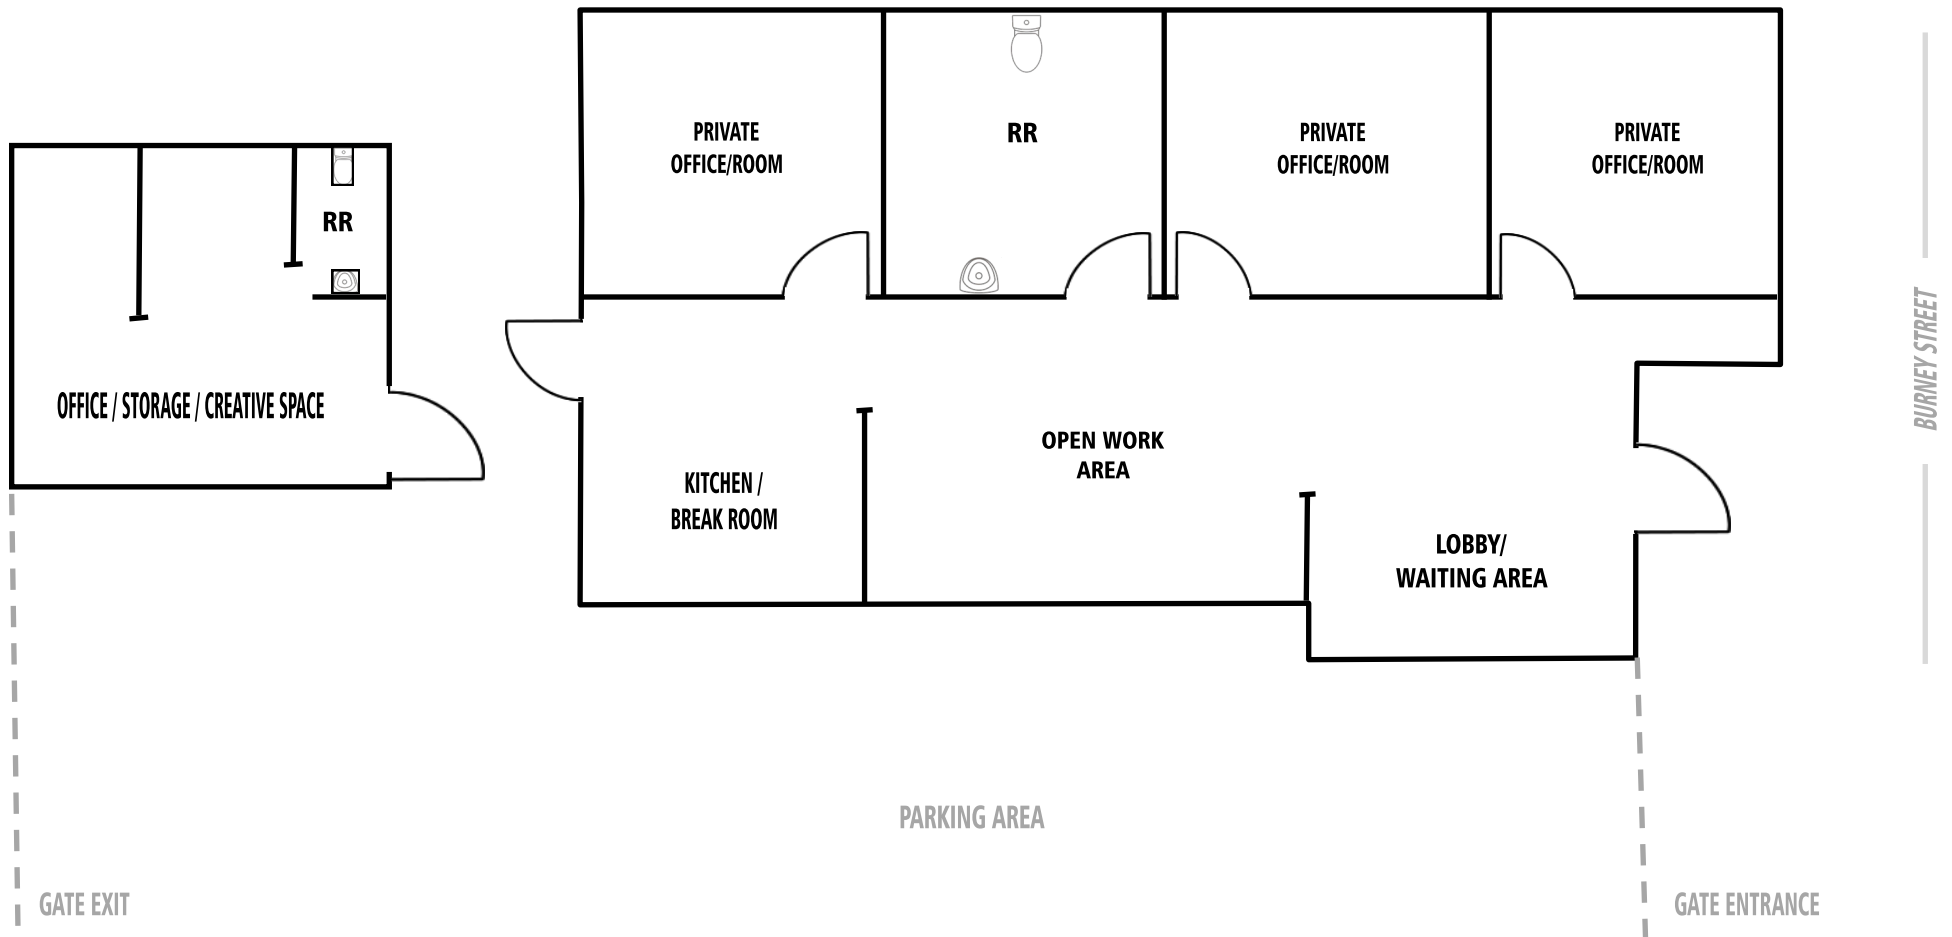 PRIVATE
OFFICE/ROOM
RR
PRIVATE
OFFICE/ROOM
PRIVATE
OFFICE/ROOM
RR
OFFICE / STORAGE / CREATIVE SPACE
KITCHEN /
BREAK ROOM
OPEN WORK
AREA
LOBBY/
WAITING AREA
BURNEY STREET
PARKING AREA
GATE EXIT
GATE ENTRANCE